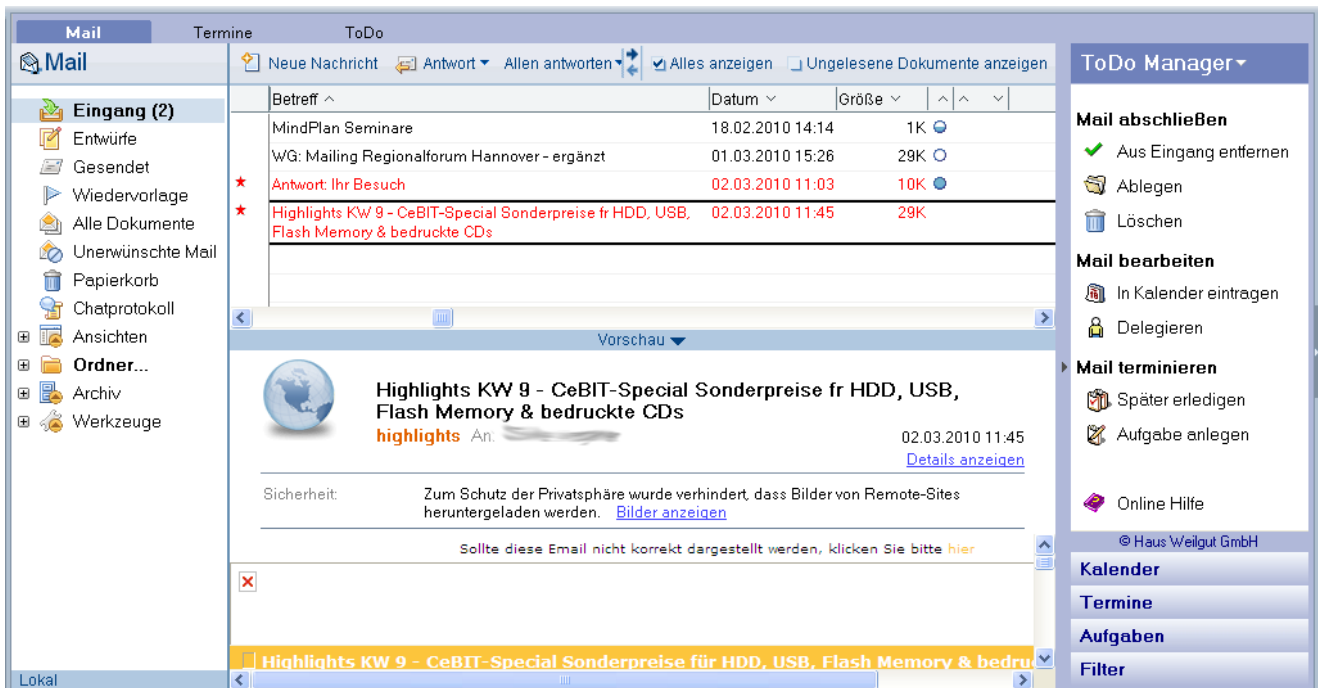 Mail Termine ToDo
Mail
Eingang (2)
Entwürfe
Gesendet
Wiedervorlage
Alle Dokumente
Unerwünschte Mail
Papierkorb
Chatprotokoll
Ansichten
Ordner...
Archiv
Werkzeuge
Lokal
Neue Nachricht Antwort Allen antworten Alles anzeigen Ungelesene Dokumente anzeigen
Betreff Datum Größe
MindPlan Seminare 18.02.2010 14:14 1K
WG: Mailing Regionalforum Hannover - ergänzt 01.03.2010 15:26 29K
Antwort: Ihr Besuch 02.03.2010 11:03 10K
Highlights KW 9 - CeBIT-Special Sonderpreise fr HDD, USB, 02.03.2010 11:45 29K
Flash Memory & bedruckte CDs
Vorschau
Highlights KW 9 - CeBIT-Special Sonderpreise fr HDD, USB,
Flash Memory & bedruckte CDs
highlights An:
02.03.2010 11:45
Details anzeigen
Sicherheit: Zum Schutz der Privatsphäre wurde verhindert, dass Bilder von Remote-Sites
heruntergeladen werden. Bilder anzeigen
Sollte diese Email nicht korrekt dargestellt werden, klicken Sie bitte hier
Highlights KW 9 - CeBIT-Special Sonderpreise für HDD, USB, Flash Memory & bedru
ToDo Manager
Mail abschließen
Aus Eingang entfernen
Ablegen
Löschen
Mail bearbeiten
In Kalender eintragen
Delegieren
Mail terminieren
Später erledigen
Aufgabe anlegen
Online Hilfe
© Haus Weilgut GmbH
Kalender
Termine
Aufgaben
Filter